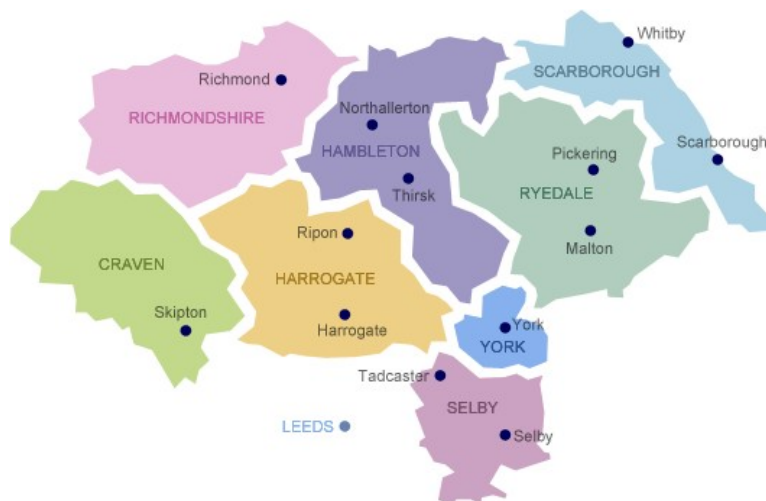 Whitby
SCARBOROUGH
Richmond
Northallerton
RICHMONDSHIRE
Scarborough
HAMBLETON
Pickering
Thirsk
RYEDALE
Ripon
Malton
CRAVEN
HARROGATE
Skipton
Harrogate
York
YORK
Tadcaster
SELBY
LEEDS
Selby